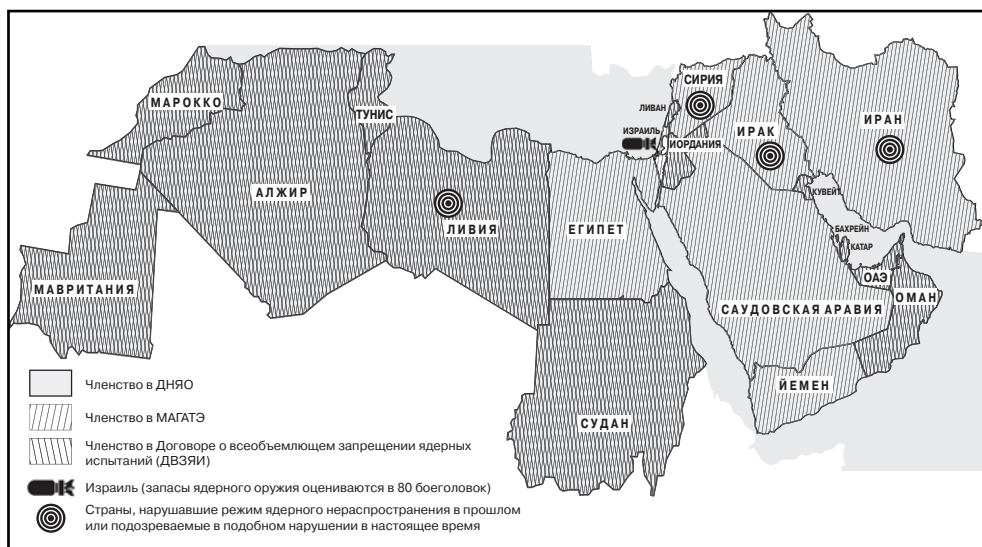 СИРИЯ
МАРОККО
ЛИВАН
ТУНИС
ИРАН
ИЗРАИЛЬ
ИРАК
ИОРДАНИЯ
АЛЖИР
КУВЕЙТ
ЛИВИЯ
ЕГИПЕТ
БАХРЕЙН
КАТАР
ОАЭ
МАВРИТАНИЯ
ОМАН
САУДОВСКАЯ АРАВИЯ
ЙЕМЕН
СУДАН
Членство в ДНЯО
Членство в МАГАТЭ
Членство в Договоре о всеобъемлющем запрещении ядерных
испытаний (ДВЗЯИ)
Израиль (запасы ядерного оружия оцениваются в 80 боеголовок)
Страны, нарушавшие режим ядерного нераспространения в прошлом
или подозреваемые в подобном нарушении в настоящее время